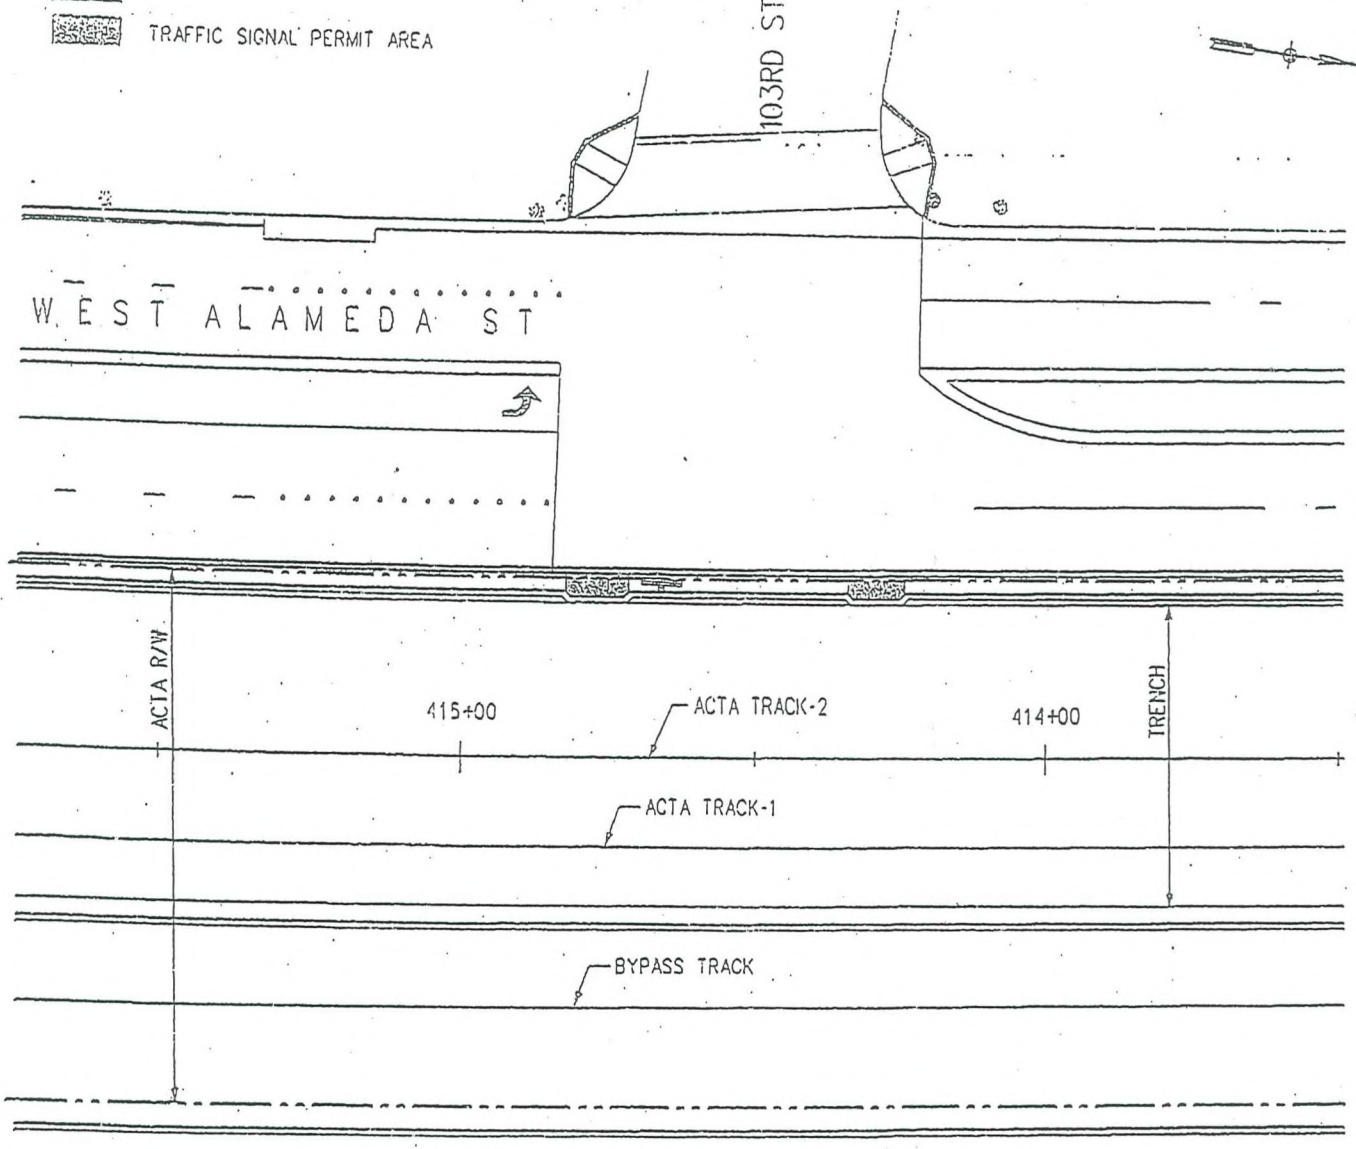 TRAFFIC SIGNAL PERMIT AREA
103RD ST
WEST ALAMEDA ST
ACTA R/W
415+00
ACTA TRACK-2
414+00
TRENCH
ACTA TRACK-1
BYPASS TRACK